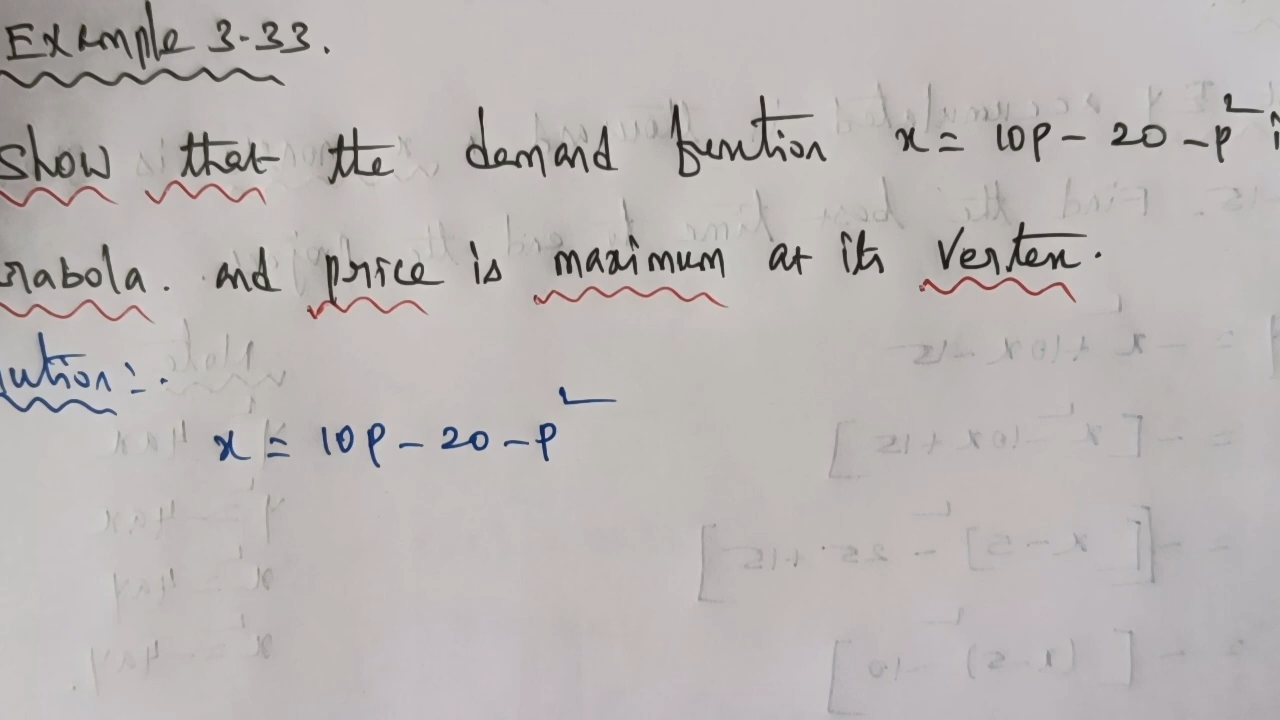 Example 3-33.
Show that the demand function x = 10p - 20 - p² i
rabola. and price is maximum at its Vertex.
ution:-.
x = 10p - 20 - p²